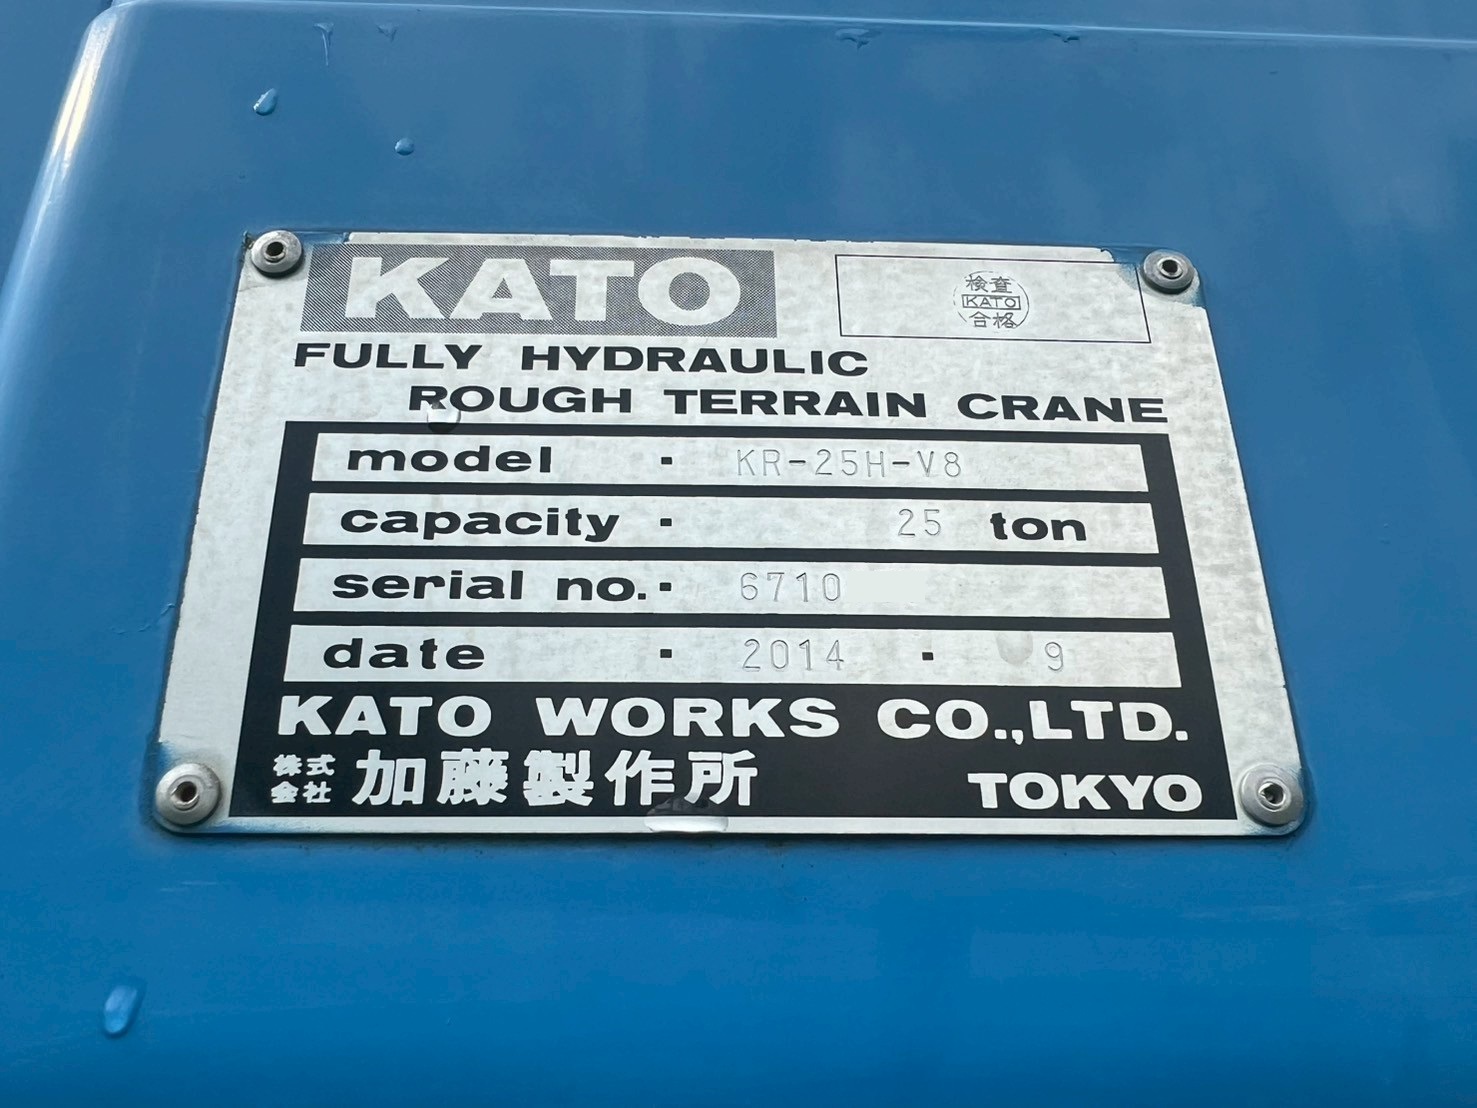 KATO
検査
KATO
合格
FULLY HYDRAULIC
ROUGH TERRAIN CRANE
model · KR-25H-V8
capacity · 25 ton
serial no. · 6710
date · 2014 · 9
KATO WORKS CO.,LTD.
株式会社 加藤製作所 TOKYO